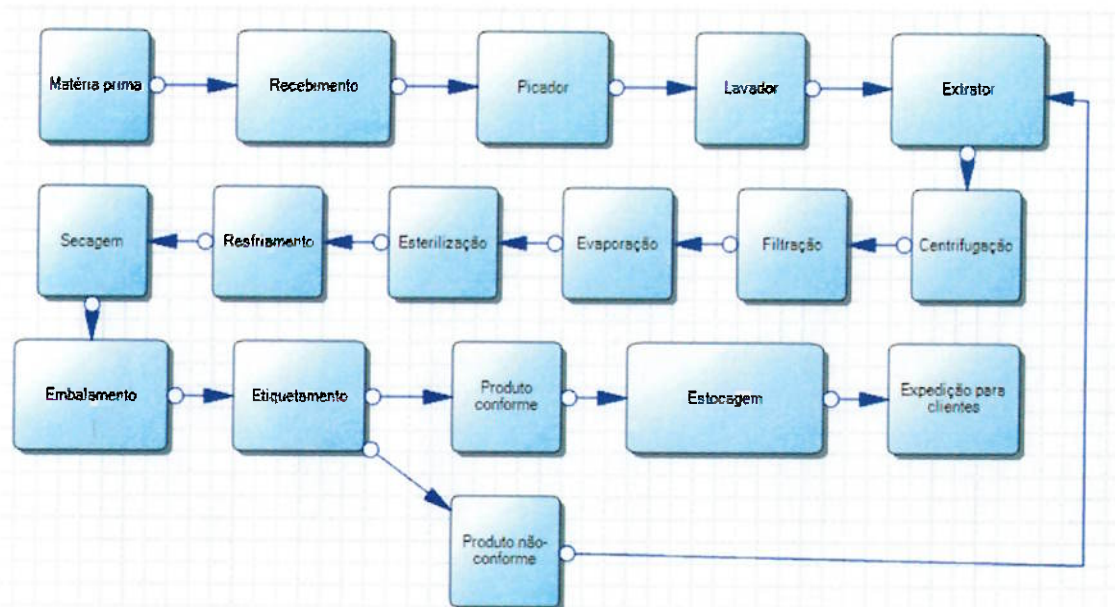 Matéria prima
Recebimento
Picador
Lavador
Extrator
Secagem
Resfriamento
Esterilização
Evaporação
Filtração
Centrifugação
Embalamento
Etiquetamento
Produto
conforme
Estocagem
Expedição para
clientes
Produto não-
conforme